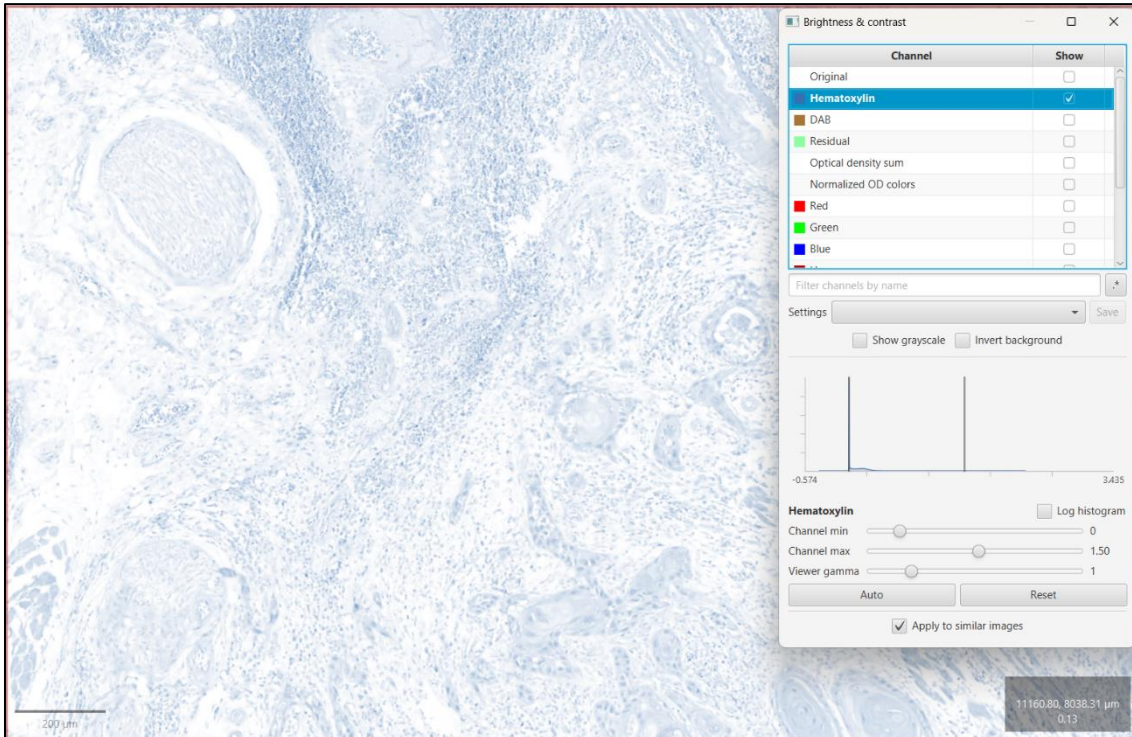 Brightness & contrast
Channel Show
Original
Hematoxylin
DAB
Residual
Optical density sum
Normalized OD colors
Red
Green
Blue
Filter channels by name .*
Settings Save
Show grayscale Invert background
-0.574 3.435
Hematoxylin Log histogram
Channel min 0
Channel max 1.50
Viewer gamma 1
Auto Reset
Apply to similar images
200 µm
11160.80, 8038.31 µm
0.13